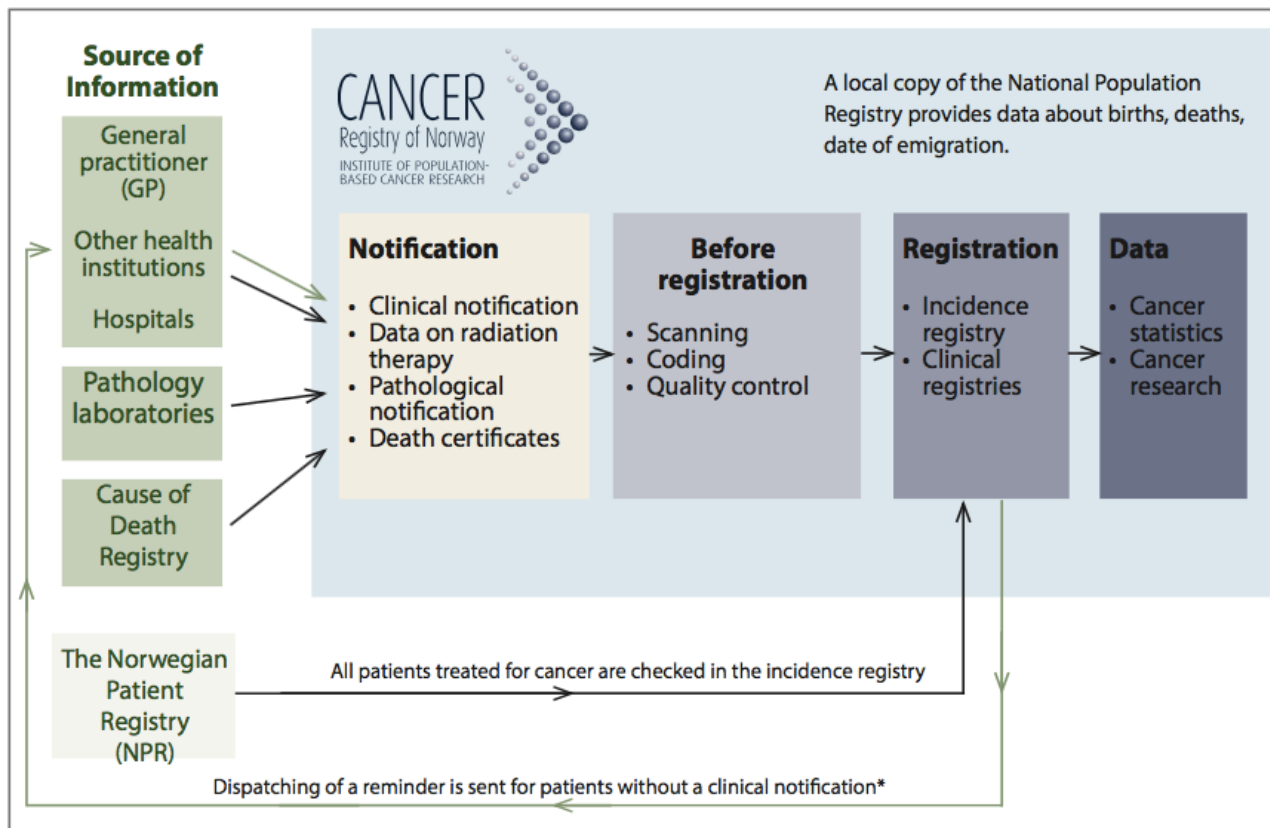 Source of
Information
General
practitioner
(GP)
Other health
institutions
Hospitals
Pathology
laboratories
Cause of
Death
Registry
The Norwegian
Patient
Registry
(NPR)
CANCER
Registry of Norway
INSTITUTE OF POPULATION-
BASED CANCER RESEARCH
A local copy of the National Population
Registry provides data about births, deaths,
date of emigration.
Notification
• Clinical notification
• Data on radiation
therapy
• Pathological
notification
• Death certificates
Before
registration
• Scanning
• Coding
• Quality control
Registration
• Incidence
registry
• Clinical
registries
Data
• Cancer
statistics
• Cancer
research
All patients treated for cancer are checked in the incidence registry
Dispatching of a reminder is sent for patients without a clinical notification*